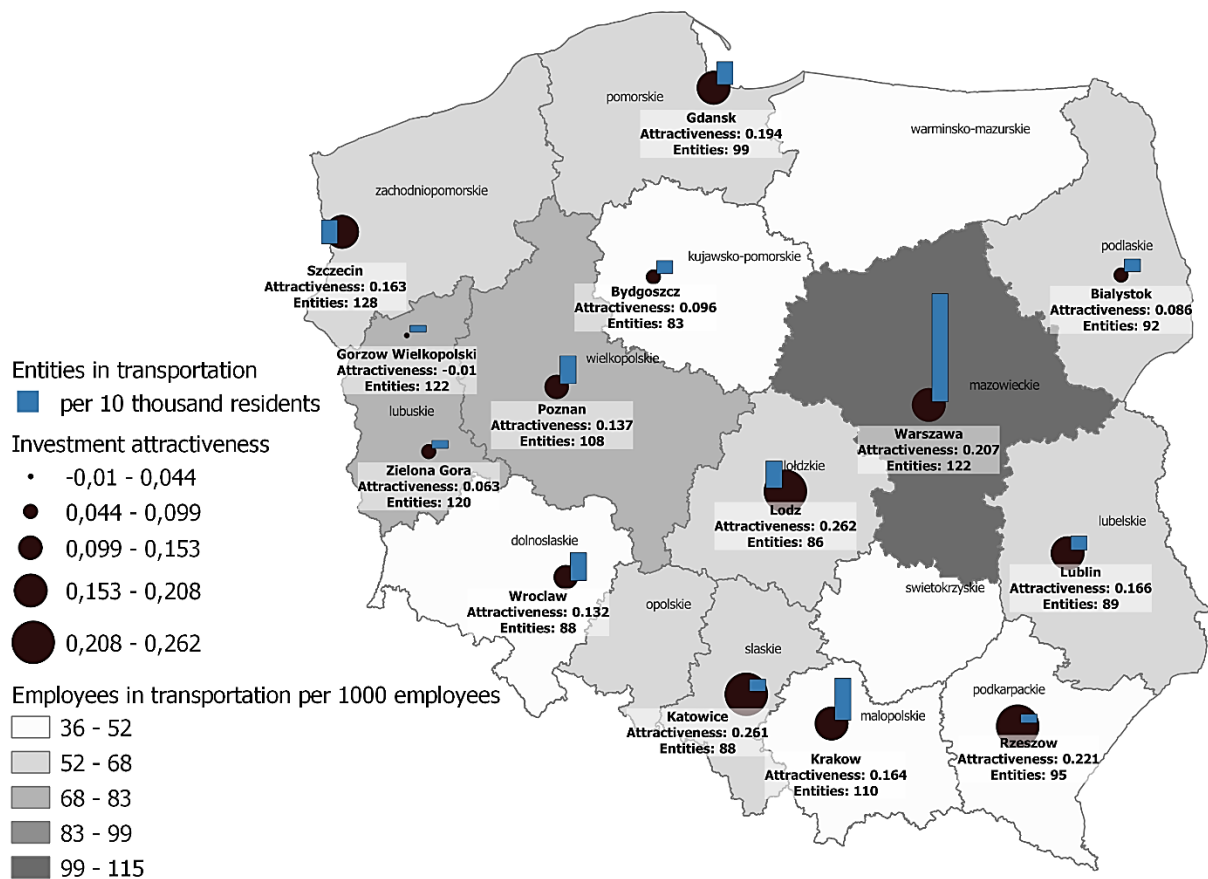 pomorskie
Gdansk
Attractiveness: 0.194
Entities: 99
warminsko-mazurskie
zachodniopomorskie
Szczecin
Attractiveness: 0.163
Entities: 128
kujawsko-pomorskie
Bydgoszcz
Attractiveness: 0.096
Entities: 83
podlaskie
Bialystok
Attractiveness: 0.086
Entities: 92
Gorzow Wielkopolski
Attractiveness: -0.01
Entities: 122
lubuskie
wielkopolskie
Poznan
Attractiveness: 0.137
Entities: 108
mazowieckie
Warszawa
Attractiveness: 0.207
Entities: 122
Zielona Gora
Attractiveness: 0.063
Entities: 120
Lodz
Attractiveness: 0.262
Entities: 86
lubelskie
Lublin
Attractiveness: 0.166
Entities: 89
dolnoslaskie
Wroclaw
Attractiveness: 0.132
Entities: 88
opolskie
swietokrzyskie
slaskie
Katowice
Attractiveness: 0.261
Entities: 88
malopolskie
Krakow
Attractiveness: 0.164
Entities: 110
podkarpackie
Rzeszow
Attractiveness: 0.221
Entities: 95
Entities in transportation
per 10 thousand residents
Investment attractiveness
-0,01 - 0,044
0,044 - 0,099
0,099 - 0,153
0,153 - 0,208
0,208 - 0,262
Employees in transportation per 1000 employees
36 - 52
52 - 68
68 - 83
83 - 99
99 - 115